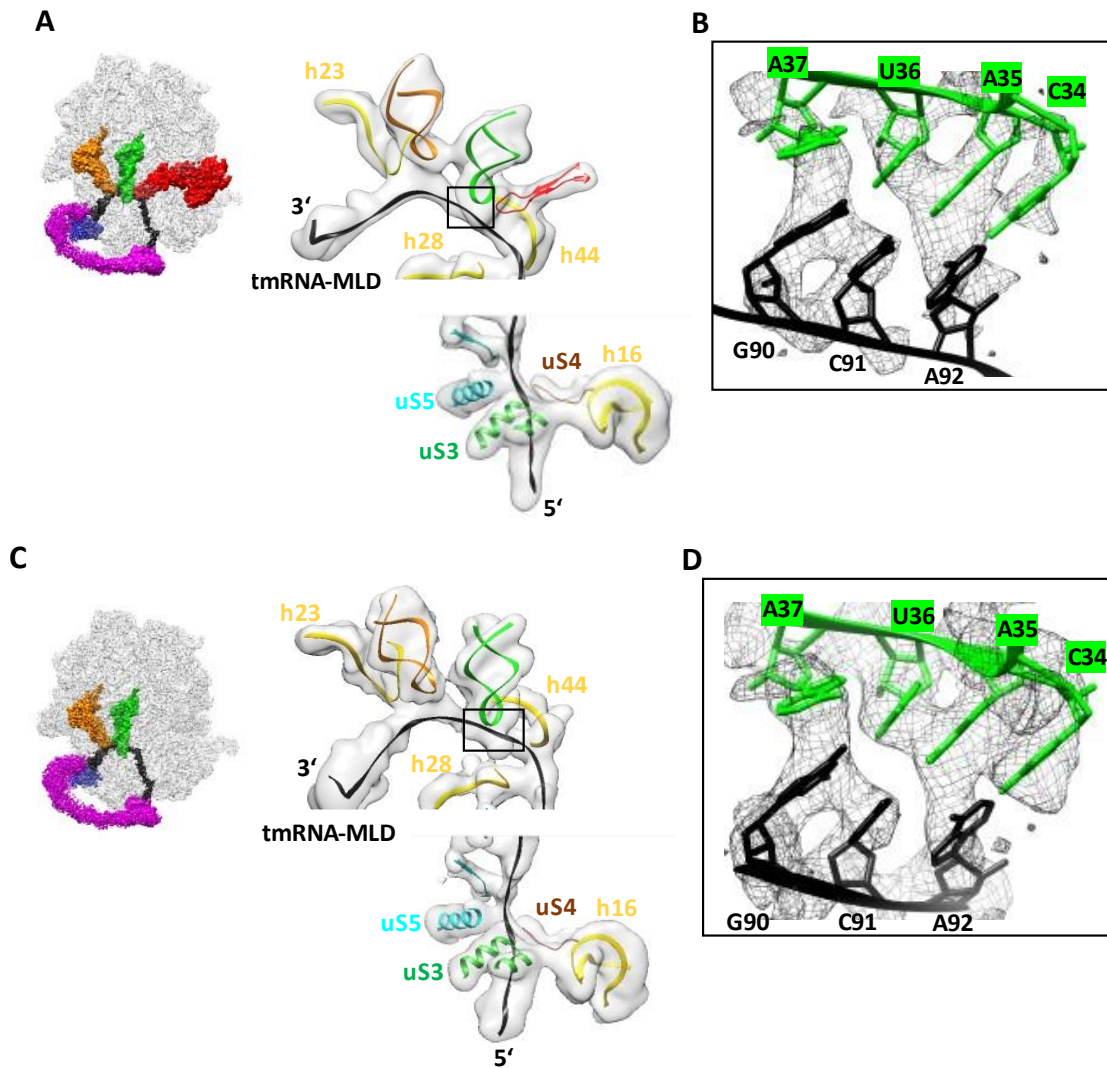 A
h23
3‘
h28
h44
tmRNA-MLD
uS4
h16
uS5
uS3
5‘
B
A37
U36
A35
C34
G90
C91
A92
C
h23
h44
3‘
h28
tmRNA-MLD
uS4
h16
uS5
uS3
5‘
D
A37
U36
A35
C34
G90
C91
A92